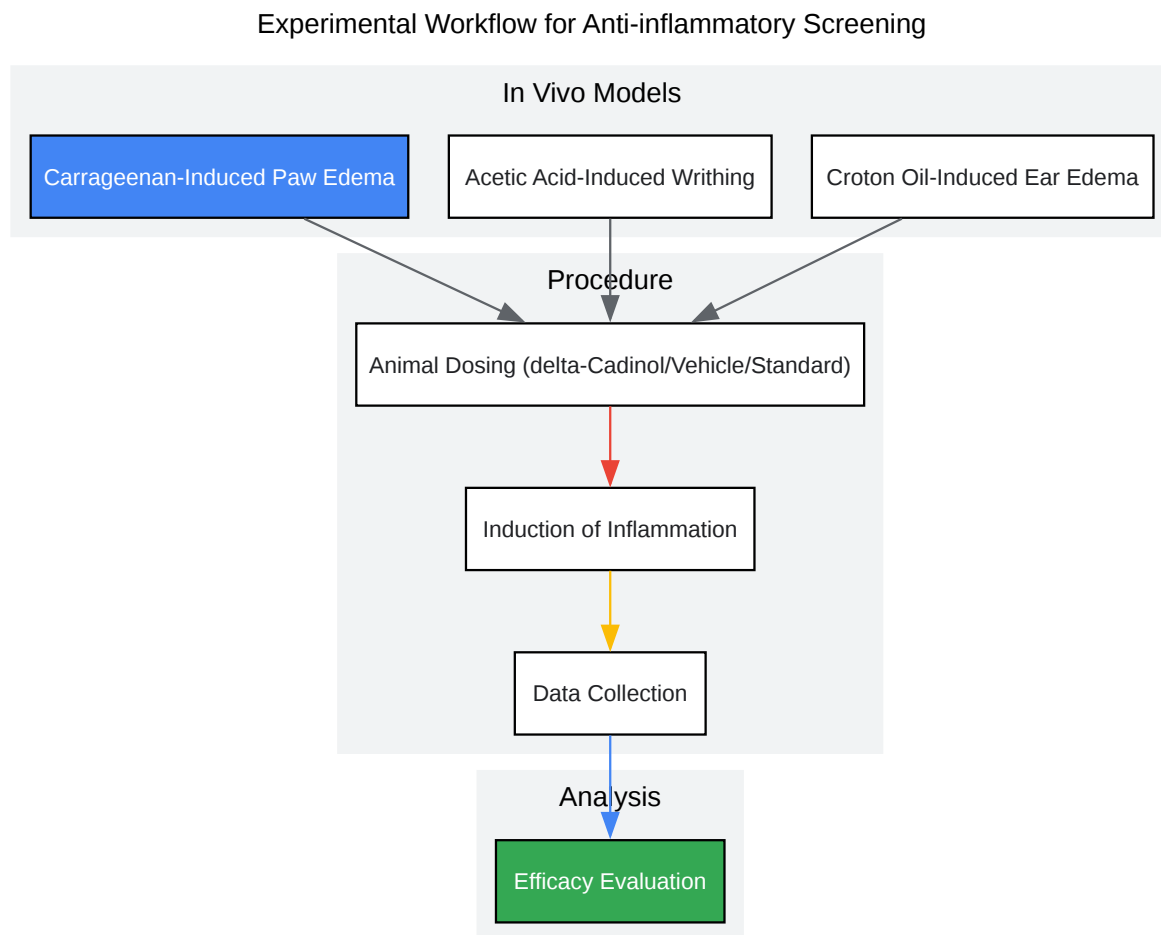 Experimental Workflow for Anti-inflammatory Screening
In Vivo Models
Carrageenan-Induced Paw Edema
Acetic Acid-Induced Writhing
Croton Oil-Induced Ear Edema
Procedure
Animal Dosing (delta-Cadinol/Vehicle/Standard)
Induction of Inflammation
Data Collection
Analysis
Efficacy Evaluation